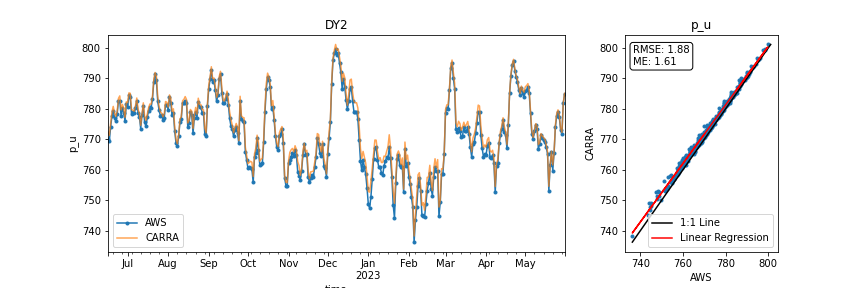 DY2
p_u
800
790
780
770
760
750
740
p_u
AWS
CARRA
Jul Aug Sep Oct Nov Dec Jan Feb Mar Apr May
2023
time
RMSE: 1.88
ME: 1.61
800
790
780
770
760
750
740
CARRA
1:1 Line
Linear Regression
740 760 780 800
AWS